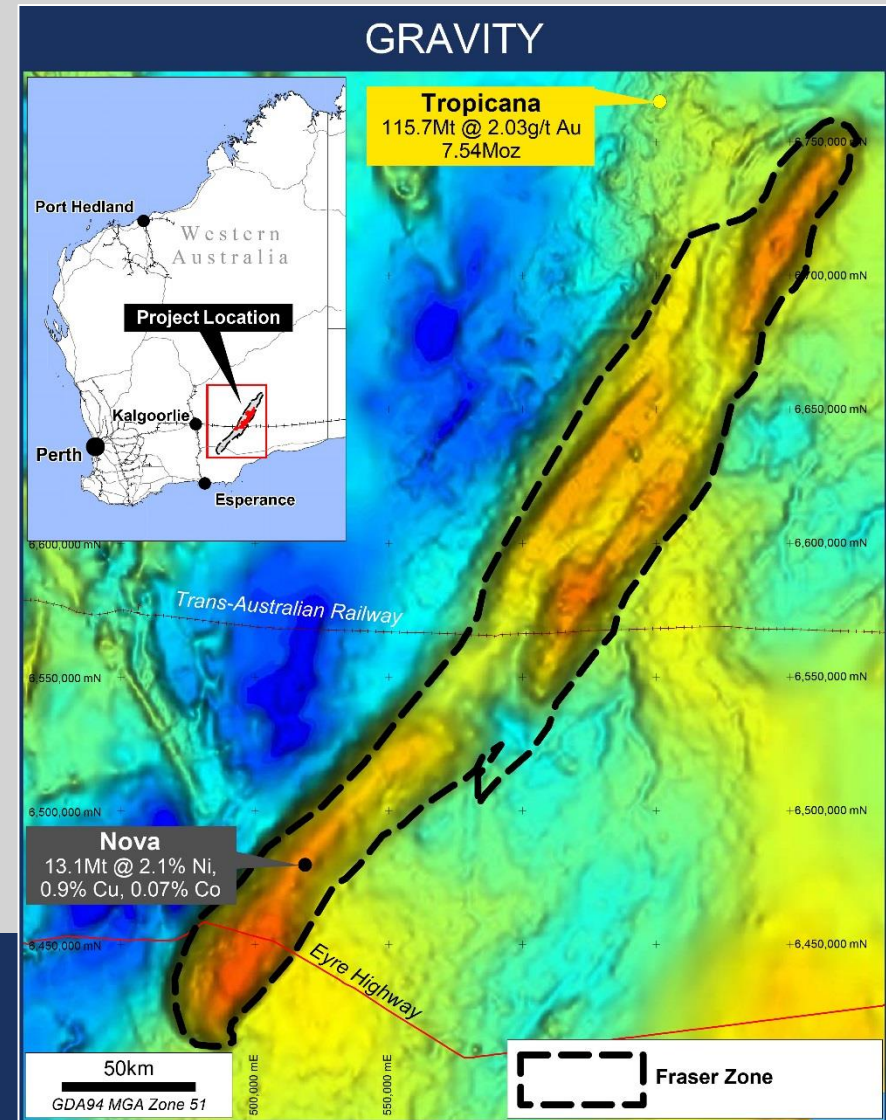 GRAVITY
Tropicana
115.7Mt @ 2.03g/t Au
7.54Moz
6,750,000 mN
Port Hedland
Western
Australia
Project Location
Kalgoorlie
Perth
Esperance
6,700,000 mN
6,650,000 mN
6,600,000 mN
6,600,000 mN
Trans-Australian Railway
6,550,000 mN
6,550,000 mN
6,500,000 mN
6,500,000 mN
Nova
13.1Mt @ 2.1% Ni,
0.9% Cu, 0.07% Co
6,450,000 mN
6,450,000 mN
Eyre Highway
50km
GDA94 MGA Zone 51
500,000 mE
550,000 mE
Fraser Zone